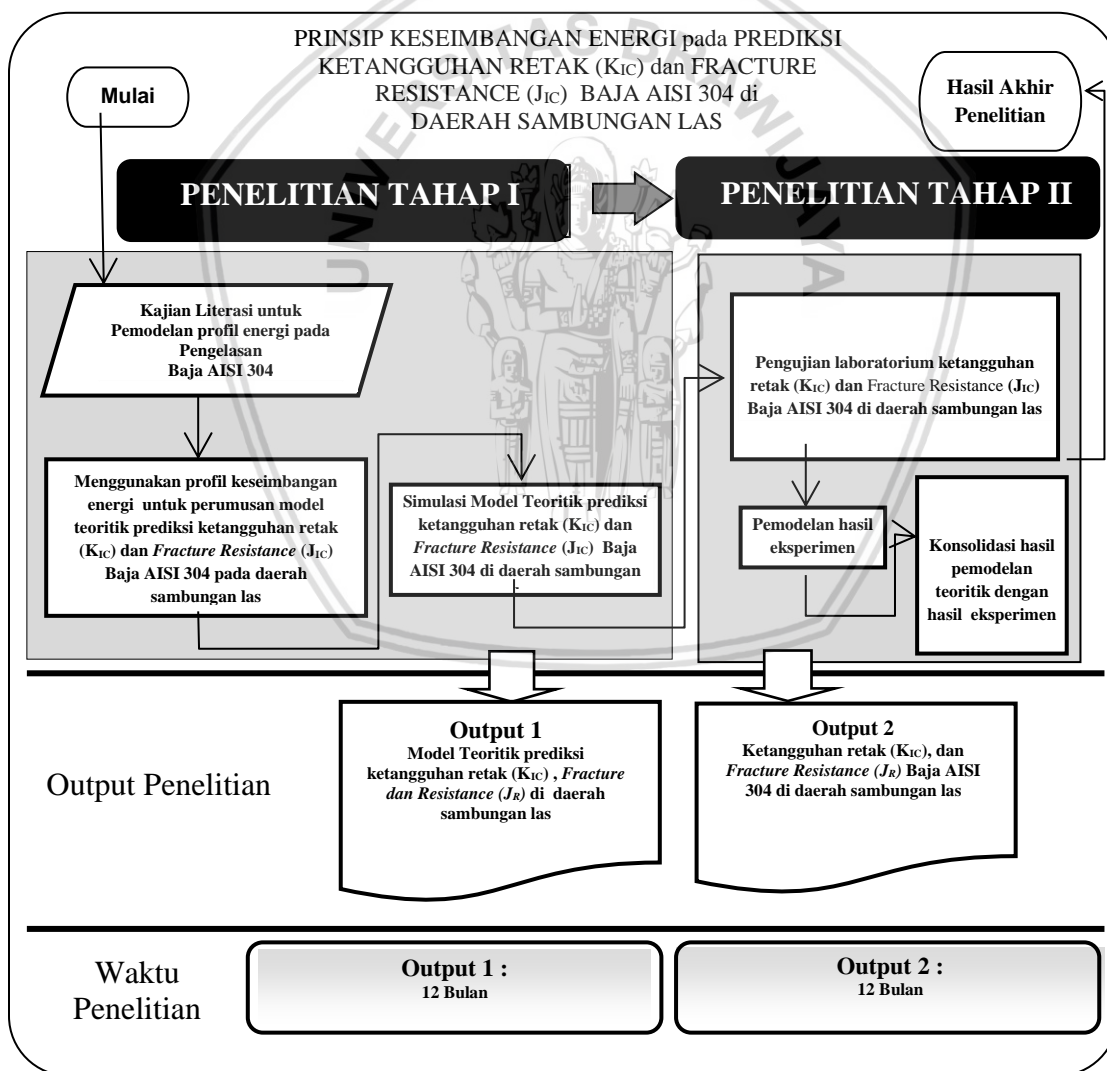 PRINSIP KESEIMBANGAN ENERGI pada PREDIKSI
KETANGGUHAN RETAK (KIC) dan FRACTURE
RESISTANCE (JIC) BAJA AISI 304 di
DAERAH SAMBUNGAN LAS
Mulai
Hasil Akhir
Penelitian
UNIVERSITAS BRAWIJAYA
PENELITIAN TAHAP I
PENELITIAN TAHAP II
Kajian Literasi untuk
Pemodelan profil energi pada
Pengelasan
Baja AISI 304
Menggunakan profil keseimbangan
energi untuk perumusan model
teoritik prediksi ketangguhan retak
(KIC) dan Fracture Resistance (JIC)
Baja AISI 304 pada daerah
sambungan las
Simulasi Model Teoritik prediksi
ketangguhan retak (KIC) dan
Fracture Resistance (JIC) Baja
AISI 304 di daerah sambungan
Pengujian laboratorium ketangguhan
retak (KIC) dan Fracture Resistance (JIC)
Baja AISI 304 di daerah sambungan las
Pemodelan hasil
eksperimen
Konsolidasi hasil
pemodelan
teoritik dengan
hasil eksperimen
Output Penelitian
Output 1
Model Teoritik prediksi
ketangguhan retak (KIC) , Fracture
dan Resistance (JR) di daerah
sambungan las
Output 2
Ketangguhan retak (KIC), dan
Fracture Resistance (JR) Baja AISI
304 di daerah sambungan las
Waktu
Penelitian
Output 1 :
12 Bulan
Output 2 :
12 Bulan